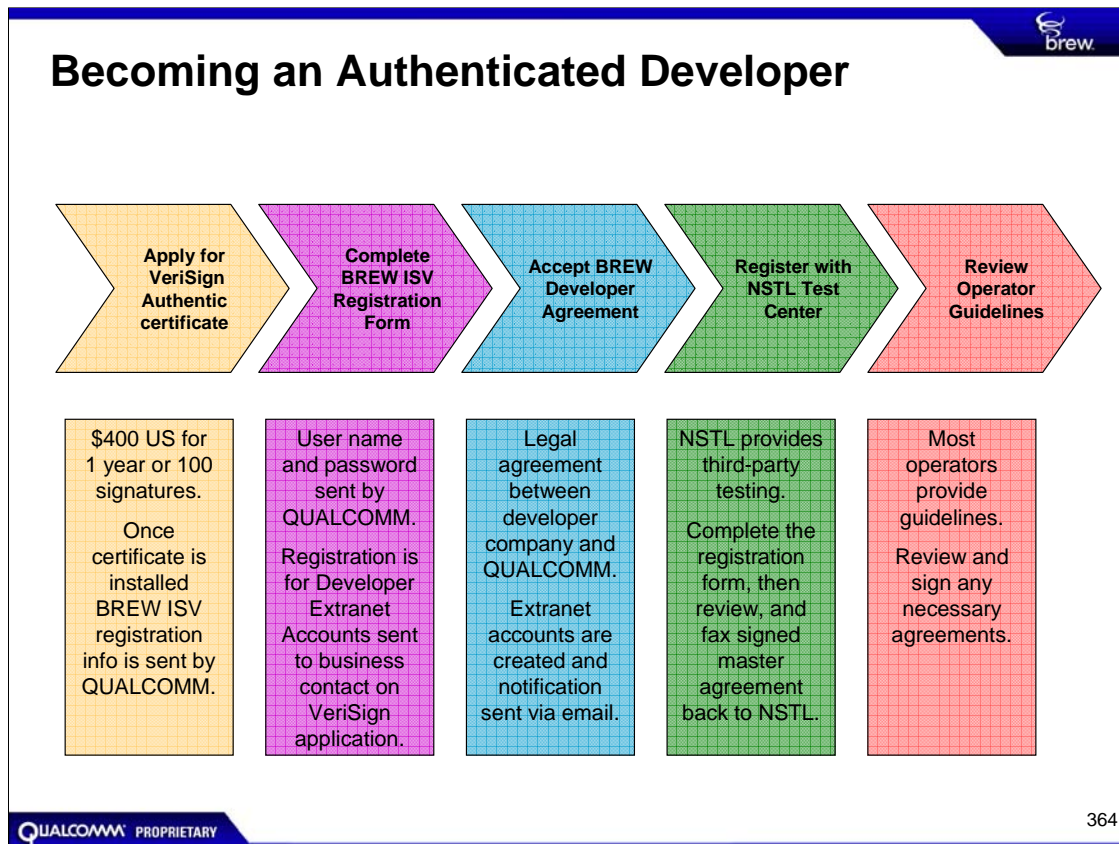 brew.
Becoming an Authenticated Developer
Apply for
VeriSign
Authentic
certificate
Complete
BREW ISV
Registration
Form
Accept BREW
Developer
Agreement
Register with
NSTL Test
Center
Review
Operator
Guidelines
$400 US for
1 year or 100
signatures.
Once
certificate is
installed
BREW ISV
registration
info is sent by
QUALCOMM.
User name
and password
sent by
QUALCOMM.
Registration is
for Developer
Extranet
Accounts sent
to business
contact on
VeriSign
application.
Legal
agreement
between
developer
company and
QUALCOMM.
Extranet
accounts are
created and
notification
sent via email.
NSTL provides
third-party
testing.
Complete the
registration
form, then
review, and
fax signed
master
agreement
back to NSTL.
Most
operators
provide
guidelines.
Review and
sign any
necessary
agreements.
QUALCOMM PROPRIETARY
364